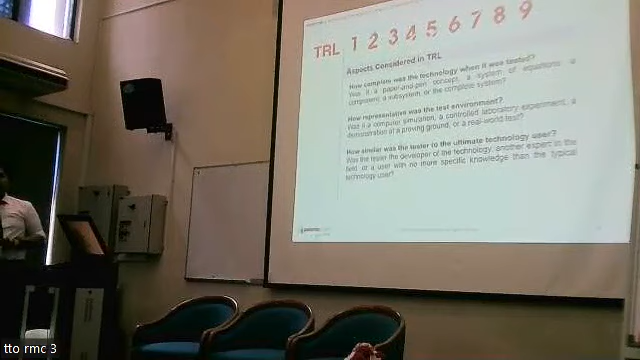 TRL 1 2 3 4 5 6 7 8 9
Aspects Considered in TRL
How complete was the technology when it was tested?
Was it a paper-and-pen concept, a system of equations, a
component, a subsystem, or the complete system?
How representative was the test environment?
Was it a computer simulation, a controlled laboratory experiment, a
demonstration at a proving ground, or a real-world test?
How similar was the tester to the ultimate technology user?
Was the tester the developer of the technology, another expert in the
field, or a user with no more specific knowledge than the typical
technology user?
tto rmc 3